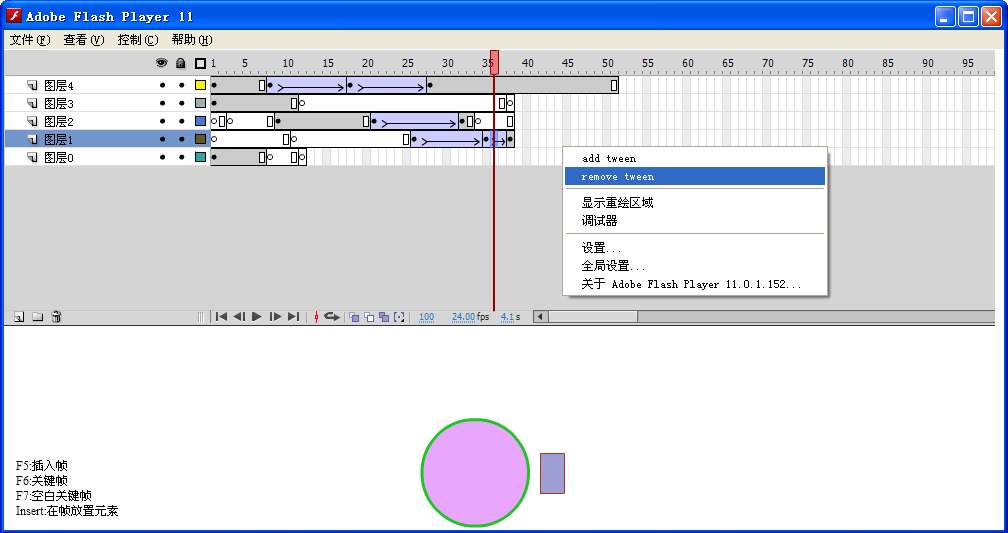 Adobe Flash Player 11
文件(F) 查看(V) 控制(C) 帮助(H)
1 5 10 15 20 25 30 35 40 45 50 55 60 65 70 75 80 85 90 95
图层4
图层3
图层2
图层1
图层0
add tween
remove tween
显示重绘区域
调试器
设置...
全局设置...
关于 Adobe Flash Player 11.0.1.152...
100 24.00 fps 4.1 s
F5:插入帧
F6:关键帧
F7:空白关键帧
Insert:在帧放置元素